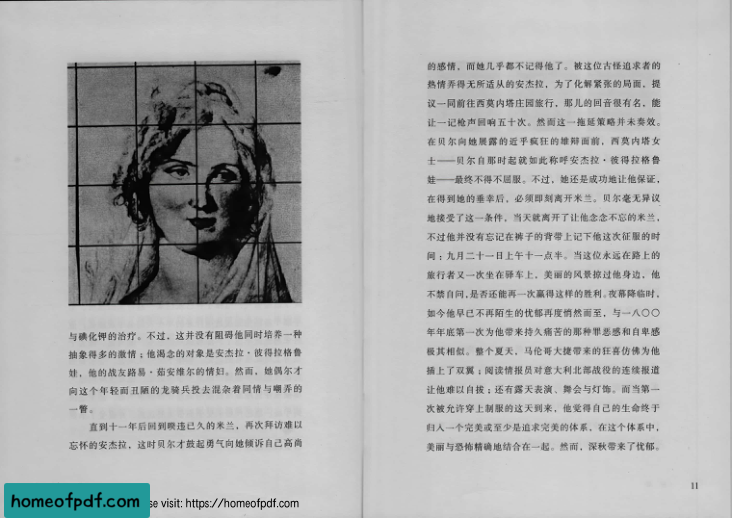 与碘化钾的治疗。不过，这并没有阻碍他同时培养一种
抽象得多的激情；他渴念的对象是安杰拉·彼得拉格鲁
娃，他的战友路易·茹安维尔的情妇。然而，她偶尔才
向这个年轻而丑陋的龙骑兵投去混杂着同情与嘲弄的
一瞥。
直到十一年后回到暌违已久的米兰，再次拜访难以
忘怀的安杰拉，这时贝尔才鼓起勇气向她倾诉自己高尚
的感情，而她几乎都不记得他了。被这位古怪追求者的
热情弄得无所适从的安杰拉，为了化解紧张的局面，提
议一同前往西莫内塔庄园旅行，那儿的回音很有名，能
让一记枪声回响五十次。然而这一拖延策略并未奏效。
在贝尔向她展露的近乎疯狂的雄辩面前，西莫内塔女
士——贝尔自那时起就如此称呼安杰拉·彼得拉格鲁
娃——最终不得不屈服。不过，她还是成功地让他保证，
在得到她的垂幸后，必须即刻离开米兰。贝尔毫无异议
地接受了这一条件，当天就离开了让他念念不忘的米兰，
不过他并没有忘记在裤子的背带上记下他这次征服的时
间：九月二十一日上午十一点半。当这位永远在路上的
旅行者又一次坐在驿车上，美丽的风景掠过他身边，他
不禁自问，是否还能再一次赢得这样的胜利。夜幕降临时，
如今他早已不再陌生的忧郁再度悄然而至，与一八〇〇
年年底第一次为他带来持久痛苦的那种罪恶感和自卑感
极其相似。整个夏天，马伦哥大捷带来的狂喜仿佛为他
插上了双翼；阅读情报员对意大利北部战役的连续报道
让他难以自拔；还有露天表演、舞会与灯饰。而当第一
次被允许穿上制服的这天到来，他觉得自己的生命终于
归入一个完美或至少是追求完美的体系，在这个体系中，
美丽与恐怖精确地结合在一起。然而，深秋带来了忧郁。
11
homeofpdf.com
se visit: https://homeofpdf.com